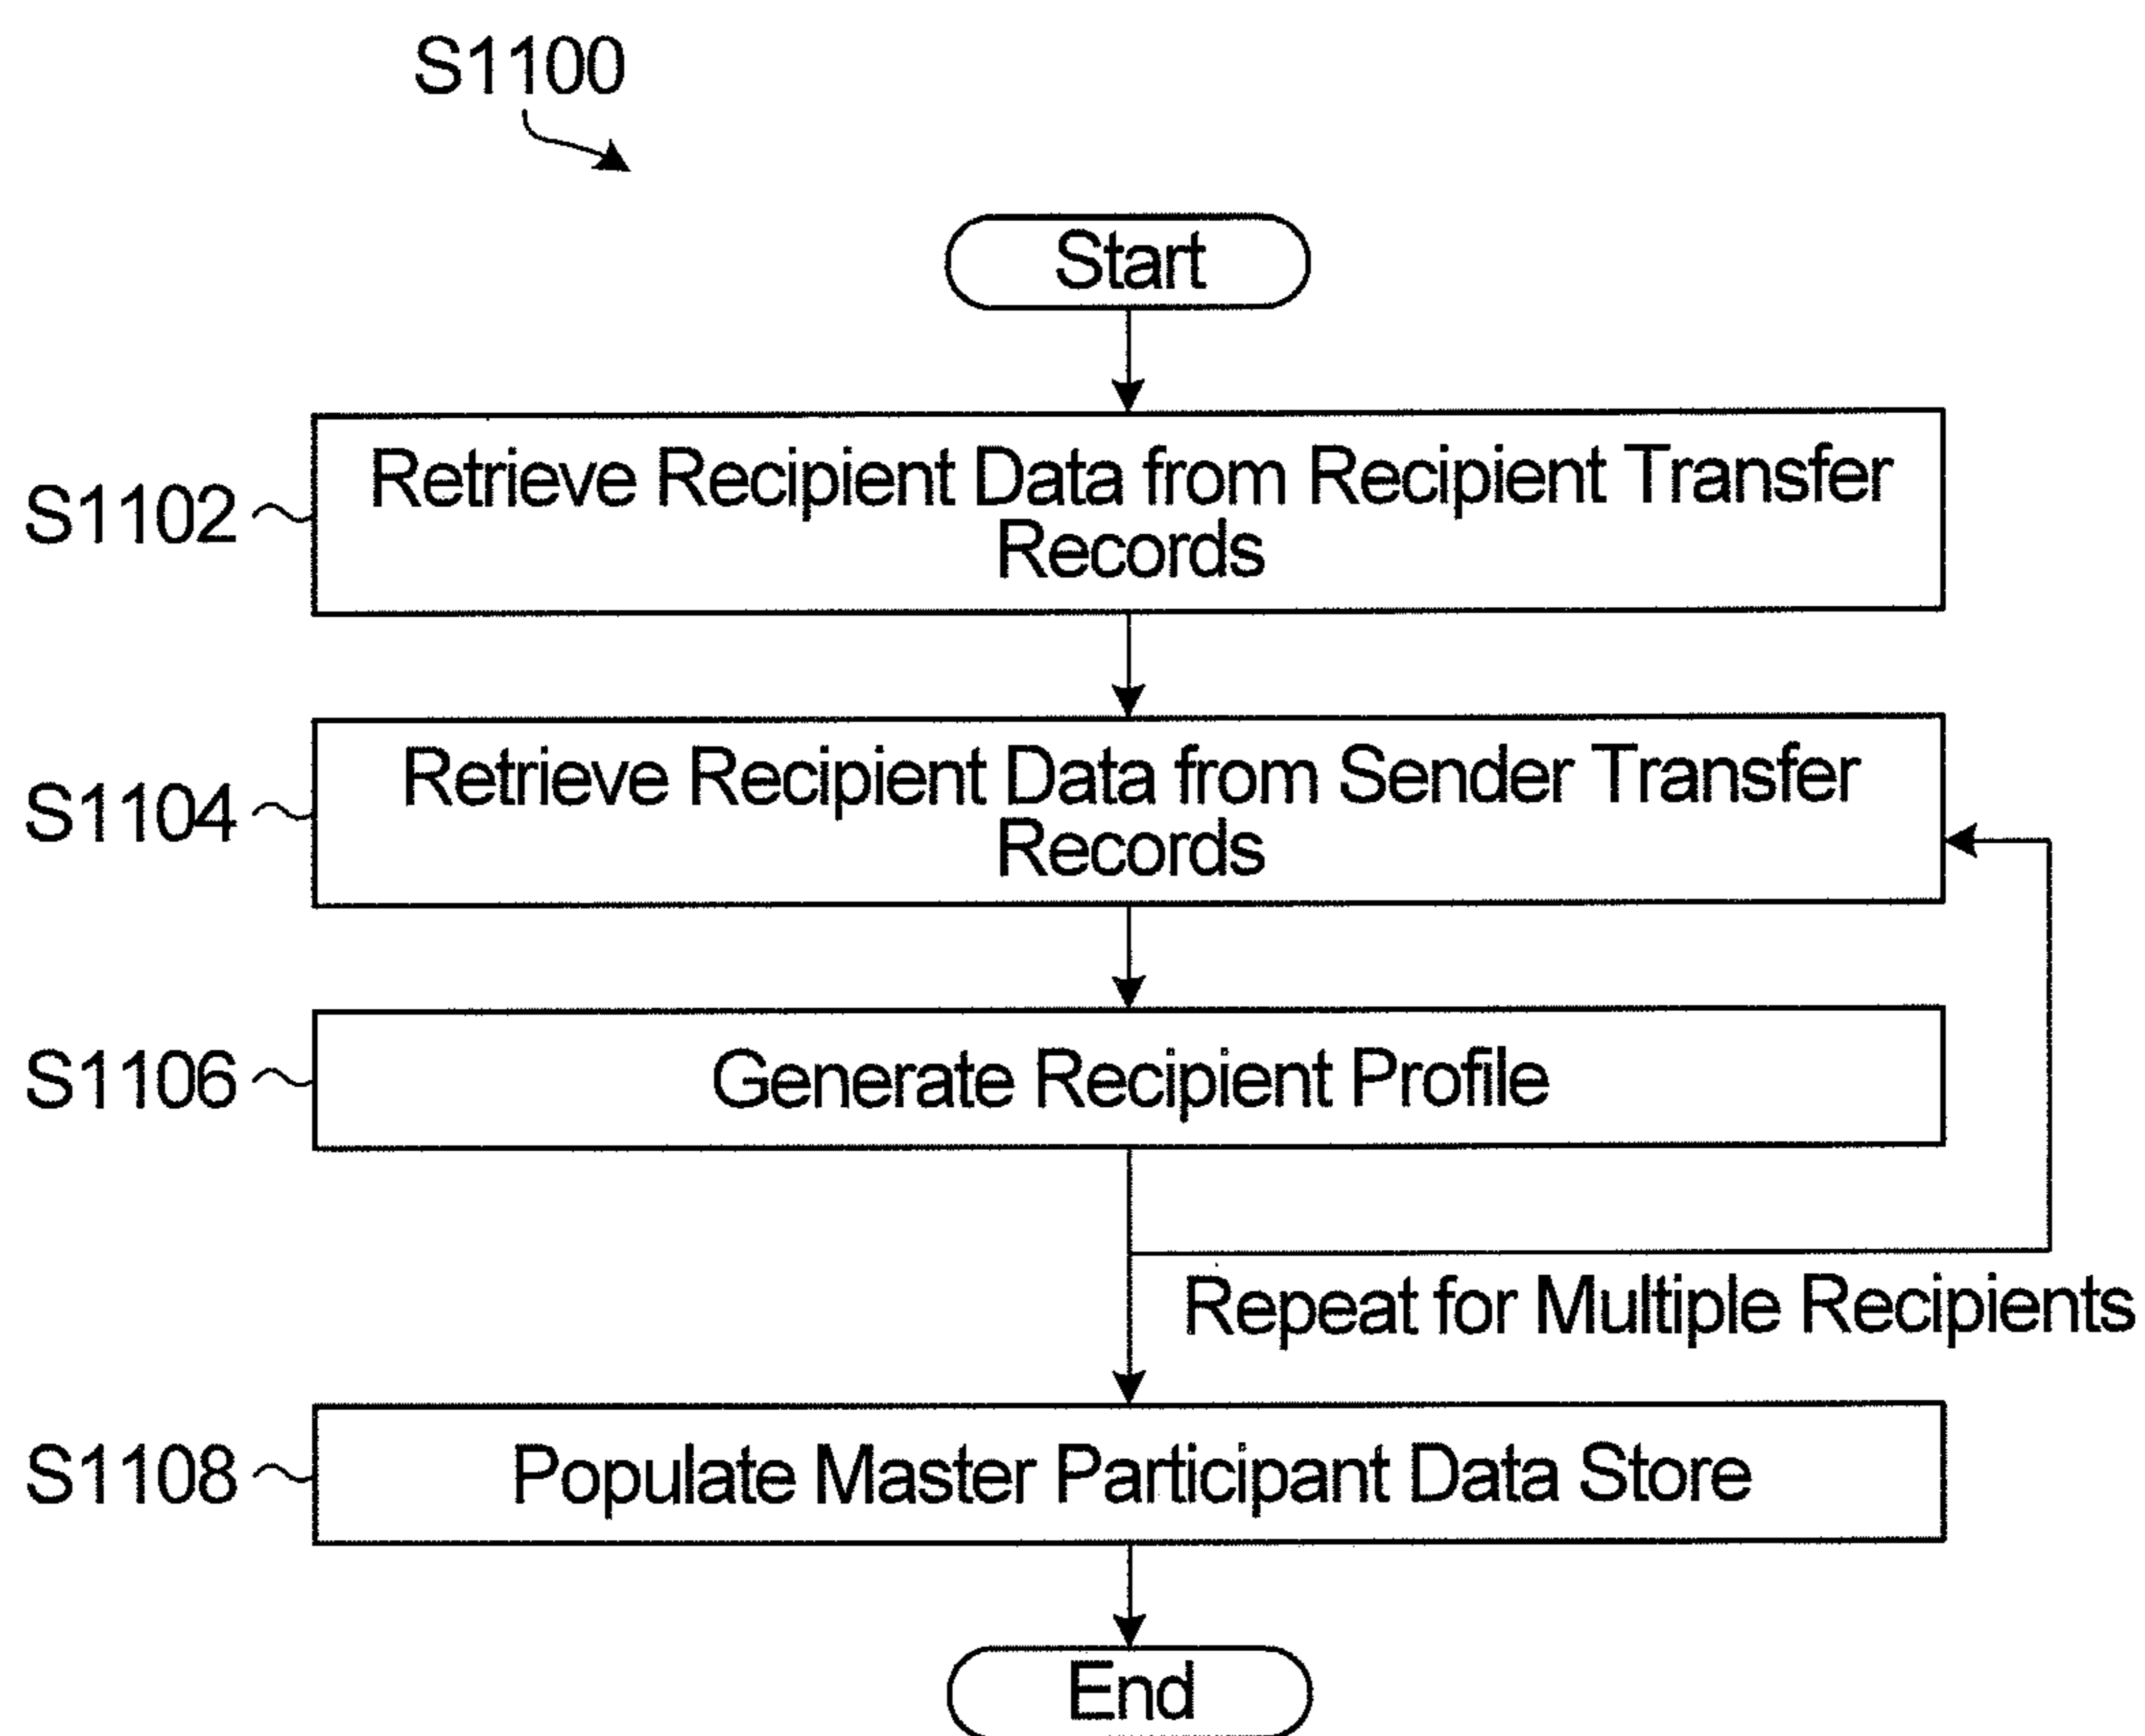 S1100
Start
S1102
Retrieve Recipient Data from Recipient Transfer
Records
S1104
Retrieve Recipient Data from Sender Transfer
Records
S1106
Generate Recipient Profile
Repeat for Multiple Recipients
S1108
Populate Master Participant Data Store
End